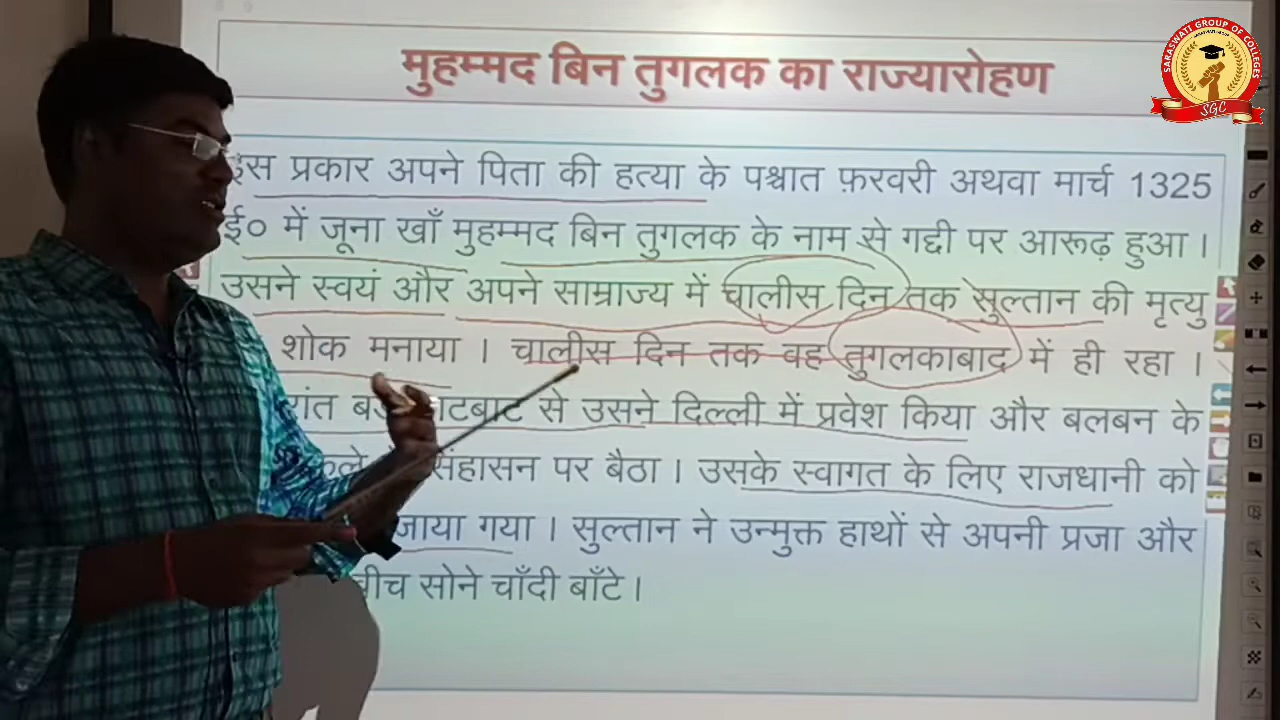 मुहम्मद बिन तुगलक का राज्यारोहण
इस प्रकार अपने पिता की हत्या के पश्चात फ़रवरी अथवा मार्च 1325
ई० में जूना खाँ मुहम्मद बिन तुगलक के नाम से गद्दी पर आरूढ़ हुआ ।
उसने स्वयं और अपने साम्राज्य में चालीस दिन तक सुल्तान की मृत्यु
शोक मनाया । चालीस दिन तक वह तुगलकाबाद में ही रहा ।
से उसने दिल्ली में प्रवेश किया और बलबन के
पर बैठा । उसके स्वागत के लिए राजधानी को
गया । सुल्तान ने उन्मुक्त हाथों से अपनी प्रजा और
सोने चाँदी बाँटे ।
SARASWATI GROUP OF COLLEGES
SGC